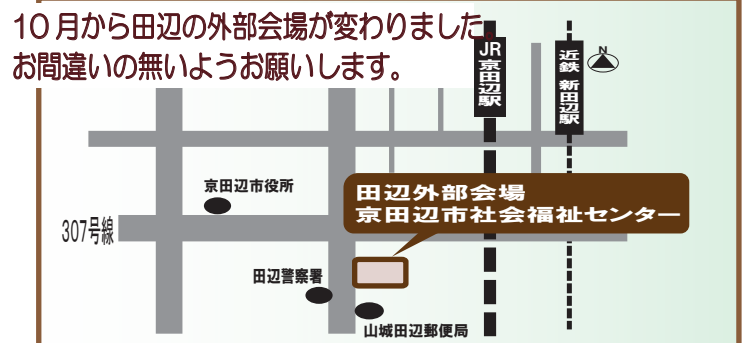 10月から田辺の外部会場が変わりました。
お間違いの無いようお願いします。
JR京田辺駅
近鉄 新田辺駅
N
京田辺市役所
田辺外部会場
京田辺市社会福祉センター
307号線
田辺警察署
山城田辺郵便局